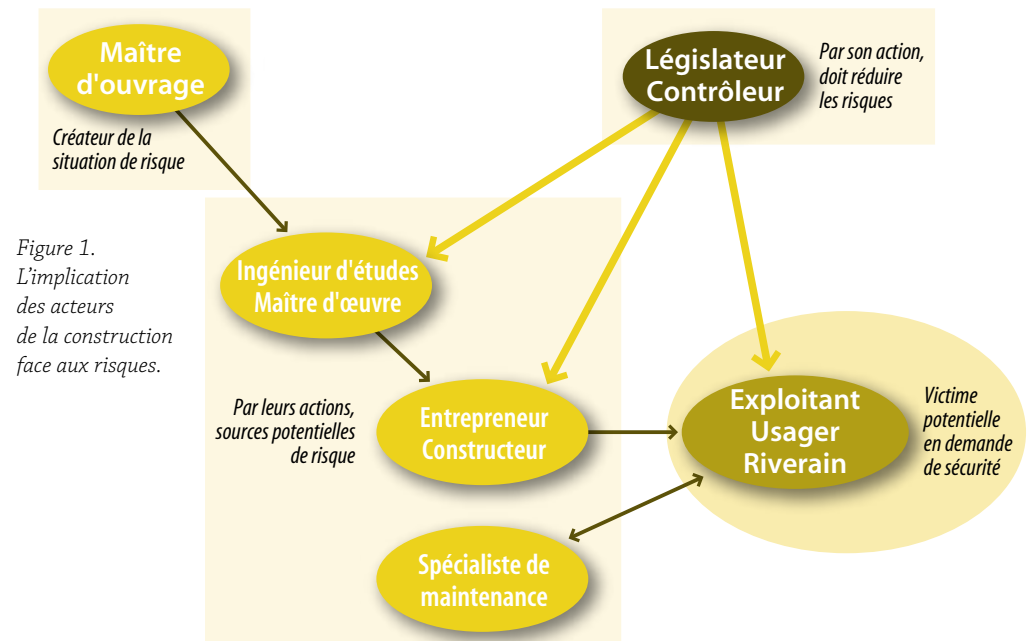 Maître
d'ouvrage
Créateur de la
situation de risque
Législateur
Contrôleur
Par son action,
doit réduire
les risques
Figure 1.
L'implication
des acteurs
de la construction
face aux risques.
Ingénieur d'études
Maître d'œuvre
Par leurs actions,
sources potentielles
de risque
Entrepreneur
Constructeur
Exploitant
Usager
Riverain
Victime
potentielle
en demande
de sécurité
Spécialiste de
maintenance